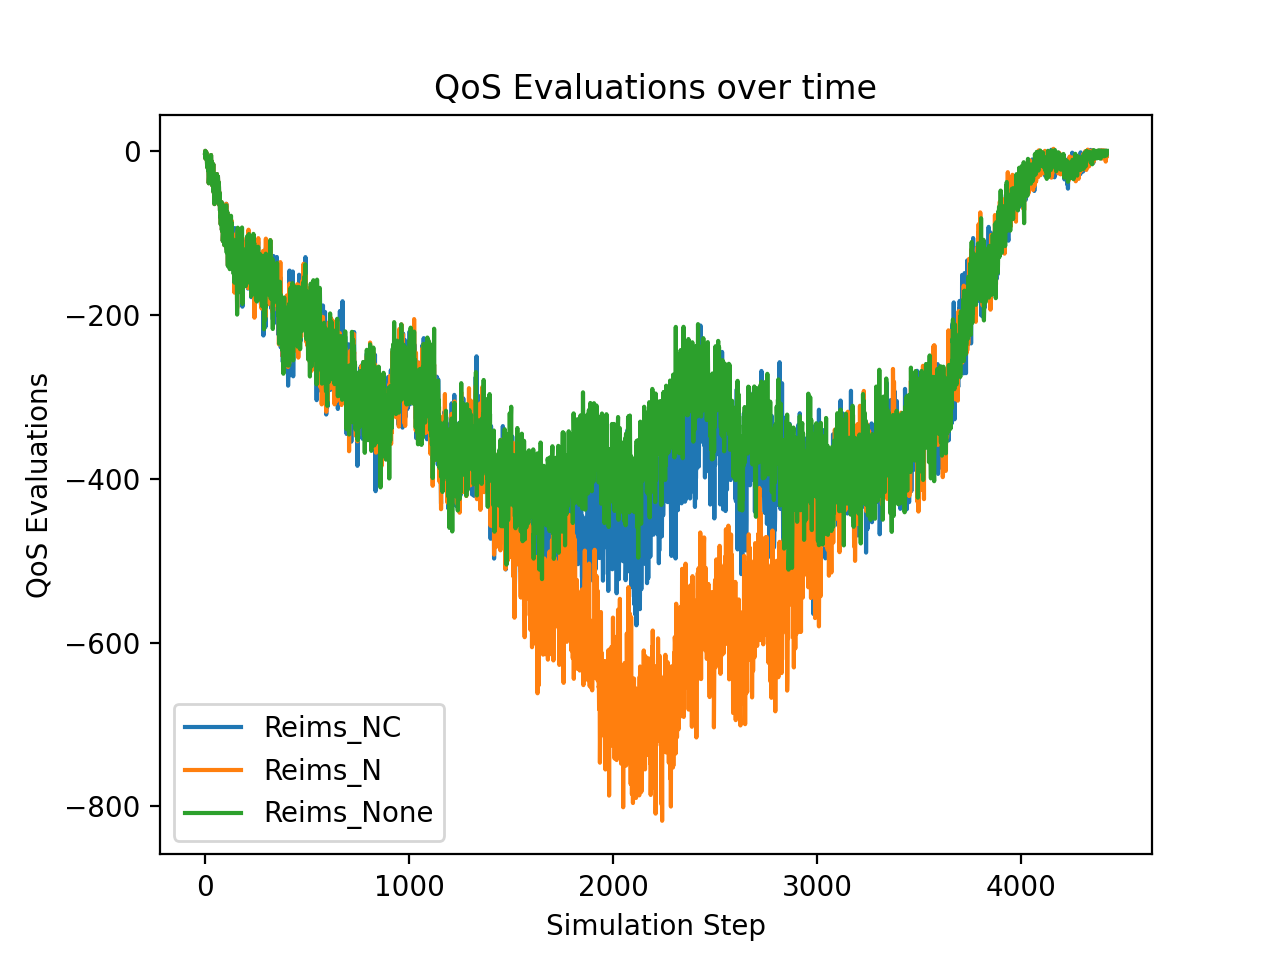 QoS Evaluations over time
QoS Evaluations
0
−200
−400
−600
−800
Reims_NC
Reims_N
Reims_None
0 1000 2000 3000 4000
Simulation Step